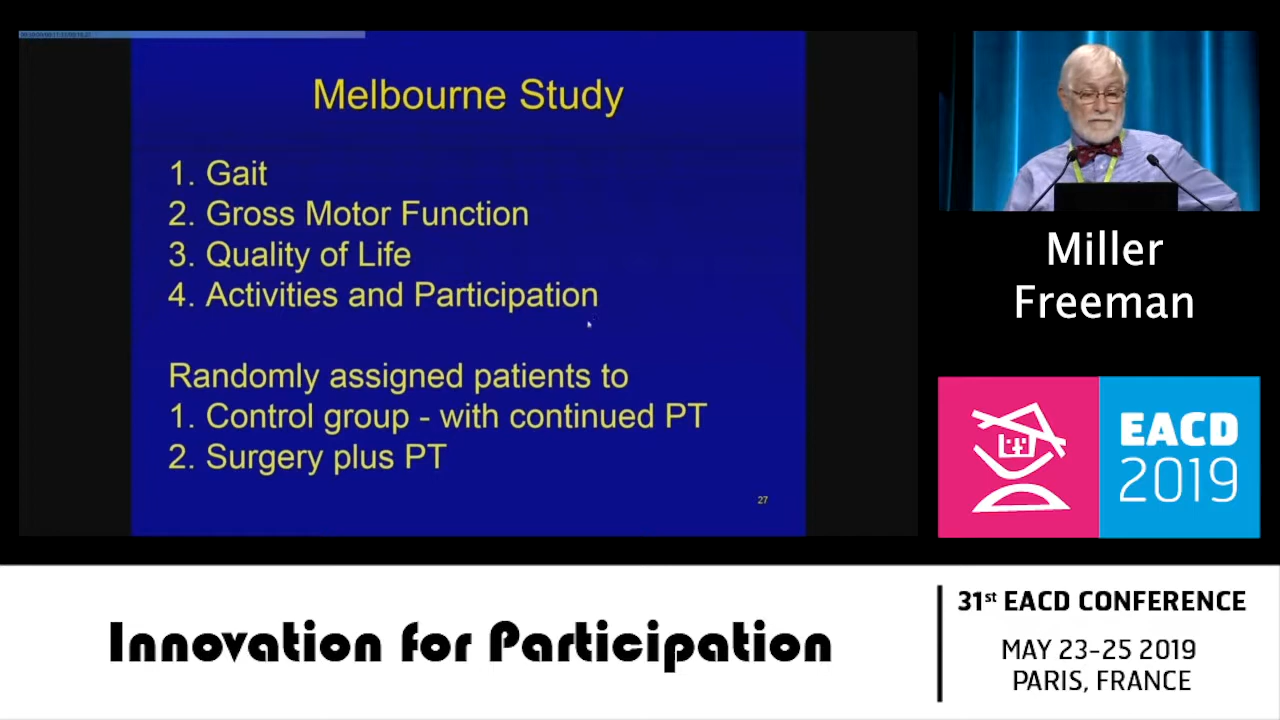 Melbourne Study
1. Gait
2. Gross Motor Function
3. Quality of Life
4. Activities and Participation
Randomly assigned patients to
1. Control group - with continued PT
2. Surgery plus PT
27
Miller
Freeman
EACD
2019
Innovation for Participation
31st EACD CONFERENCE
MAY 23-25 2019
PARIS, FRANCE